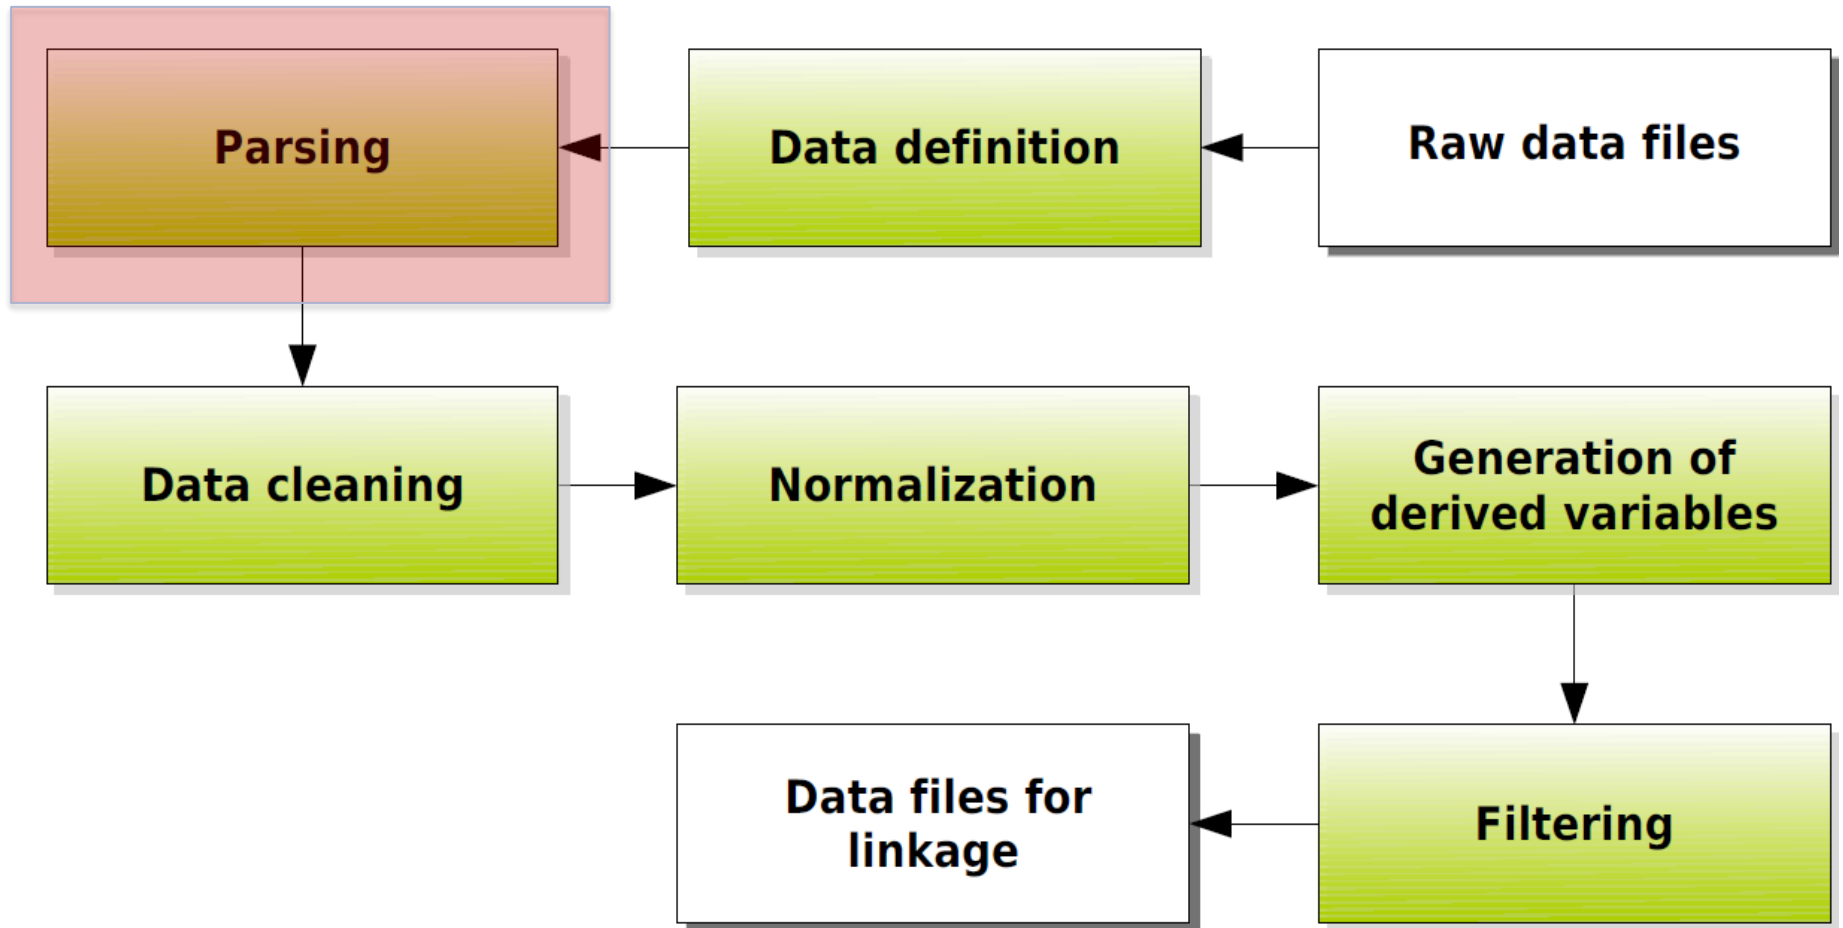 Parsing
Data definition
Raw data files
Data cleaning
Normalization
Generation of
derived variables
Data files for
linkage
Filtering